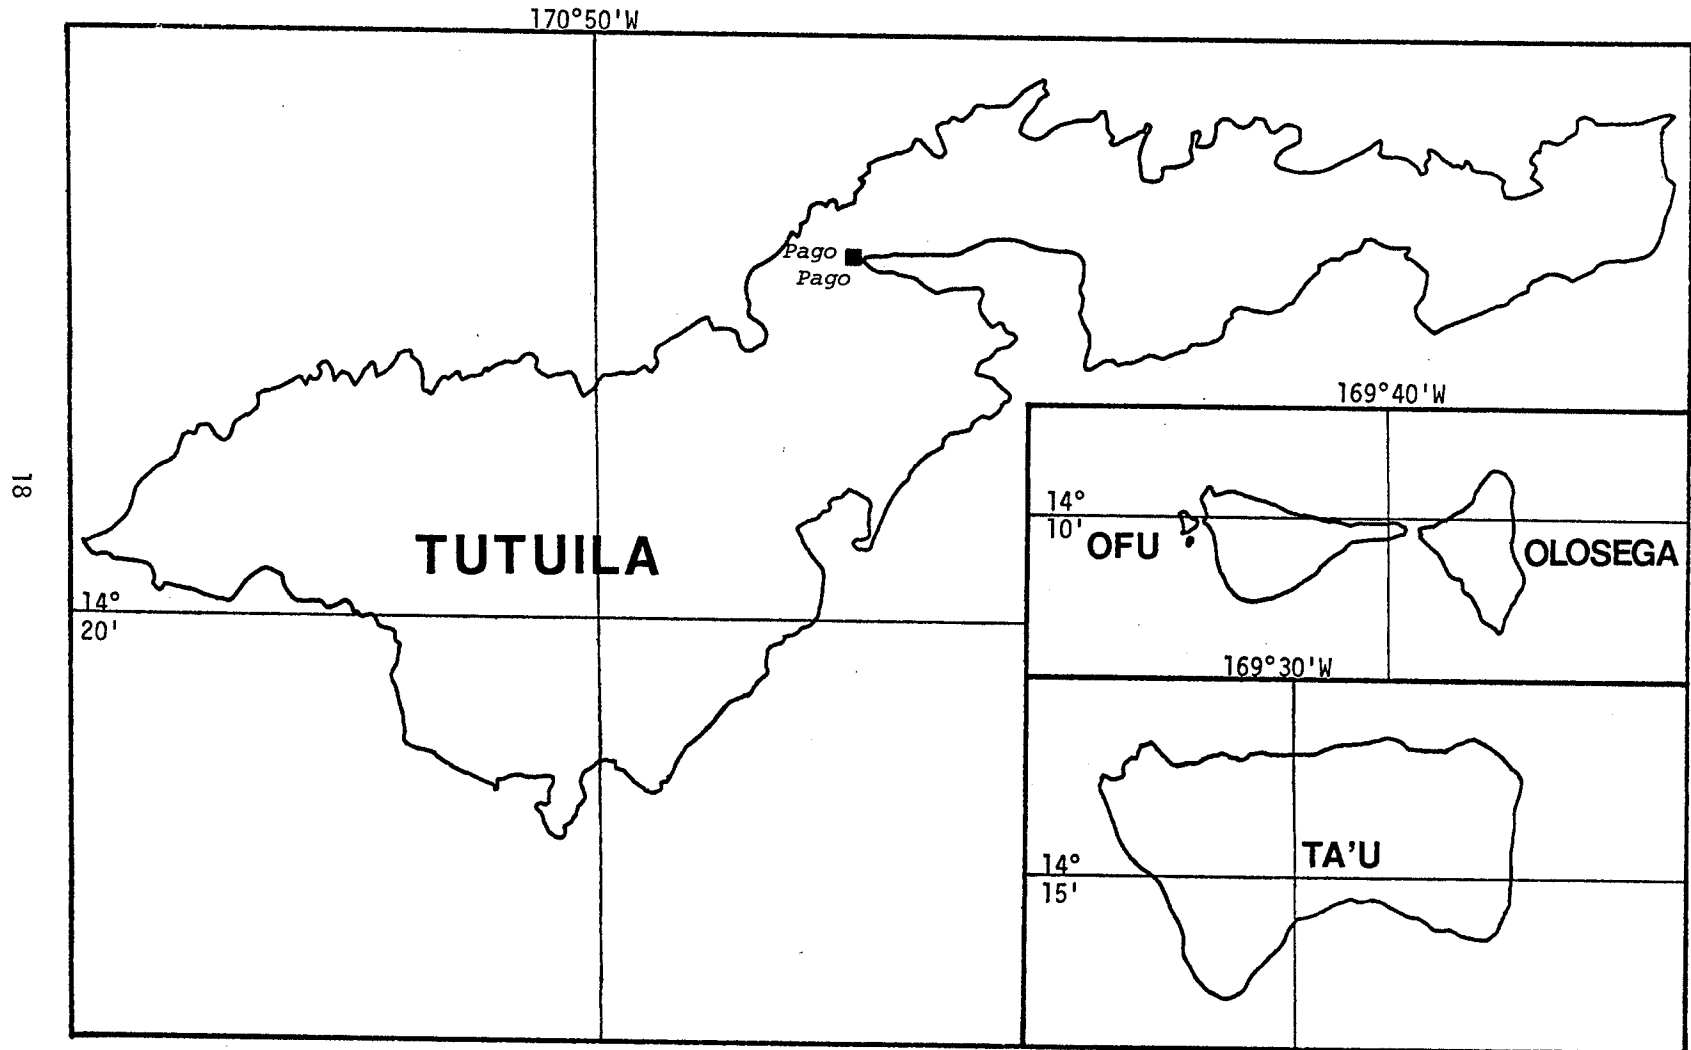 170°50'W
Pago
Pago
169°40'W
18
14°
10'
OFU
OLOSEGA
TUTUILA
14°
20'
169°30'W
TA'U
14°
15'